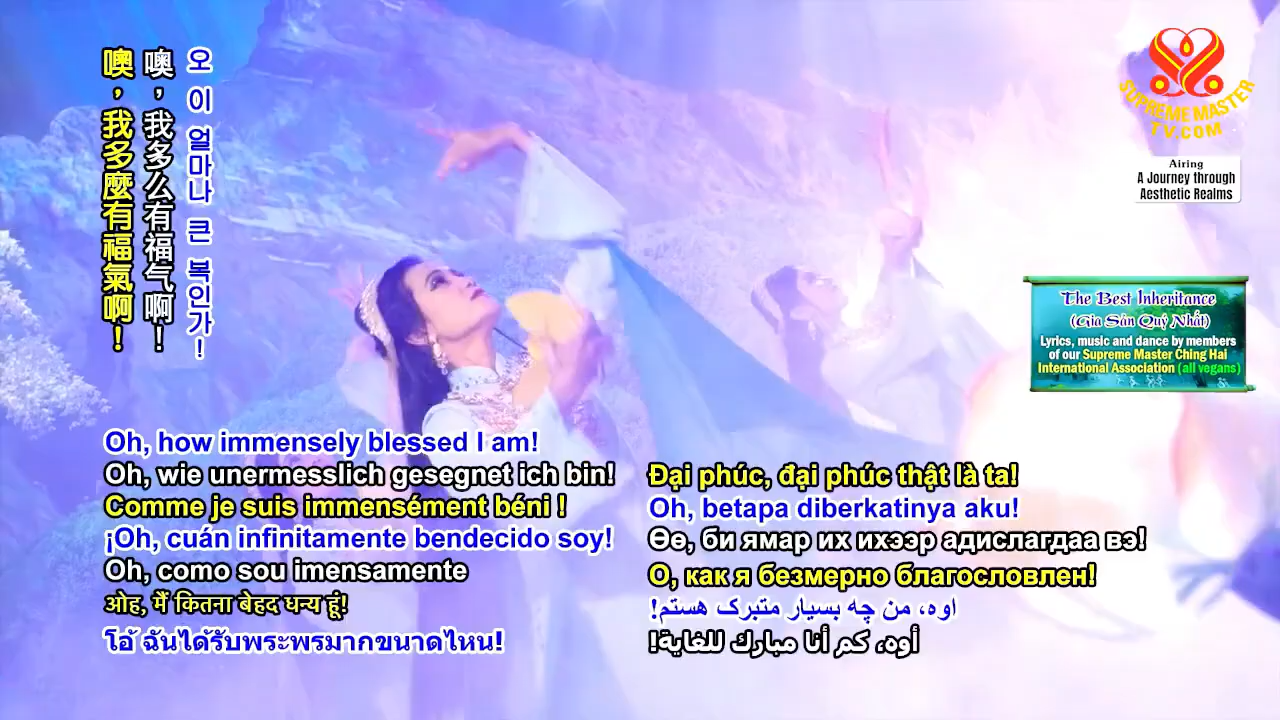 噢，我多麼有福氣啊！
噢，我多么有福气啊！
오 이 얼마나 큰 복인가!
SUPREME MASTER
TV.COM
Airing
A Journey through
Aesthetic Realms
The Best Inheritance
(Gia Sản Quý Nhất)
Lyrics, music and dance by members
of our Supreme Master Ching Hai
International Association (all vegans)
Oh, how immensely blessed I am!
Oh, wie unermesslich gesegnet ich bin!
Comme je suis immensément béni !
¡Oh, cuán infinitamente bendecido soy!
Oh, como sou imensamente
ओह, मैं कितना बेहद धन्य हूं!
โอ้ ฉันได้รับพระพรมากขนาดไหน!
Đại phúc, đại phúc thật là ta!
Oh, betapa diberkatinya aku!
Өө, би ямар их ихээр адислагдаа вэ!
О, как я безмерно благословлен!
اوه، من چه بسیار متبرک هستم!
أوه، كم أنا مبارك للغاية!